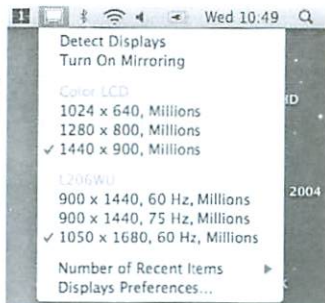 Wed 10:49
Detect Displays
Turn On Mirroring
Color LCD
1024 x 640, Millions
1280 x 800, Millions
✓ 1440 x 900, Millions
L206WU
900 x 1440, 60 Hz, Millions
900 x 1440, 75 Hz, Millions
✓ 1050 x 1680, 60 Hz, Millions
Number of Recent Items
Displays Preferences...
HD
2004